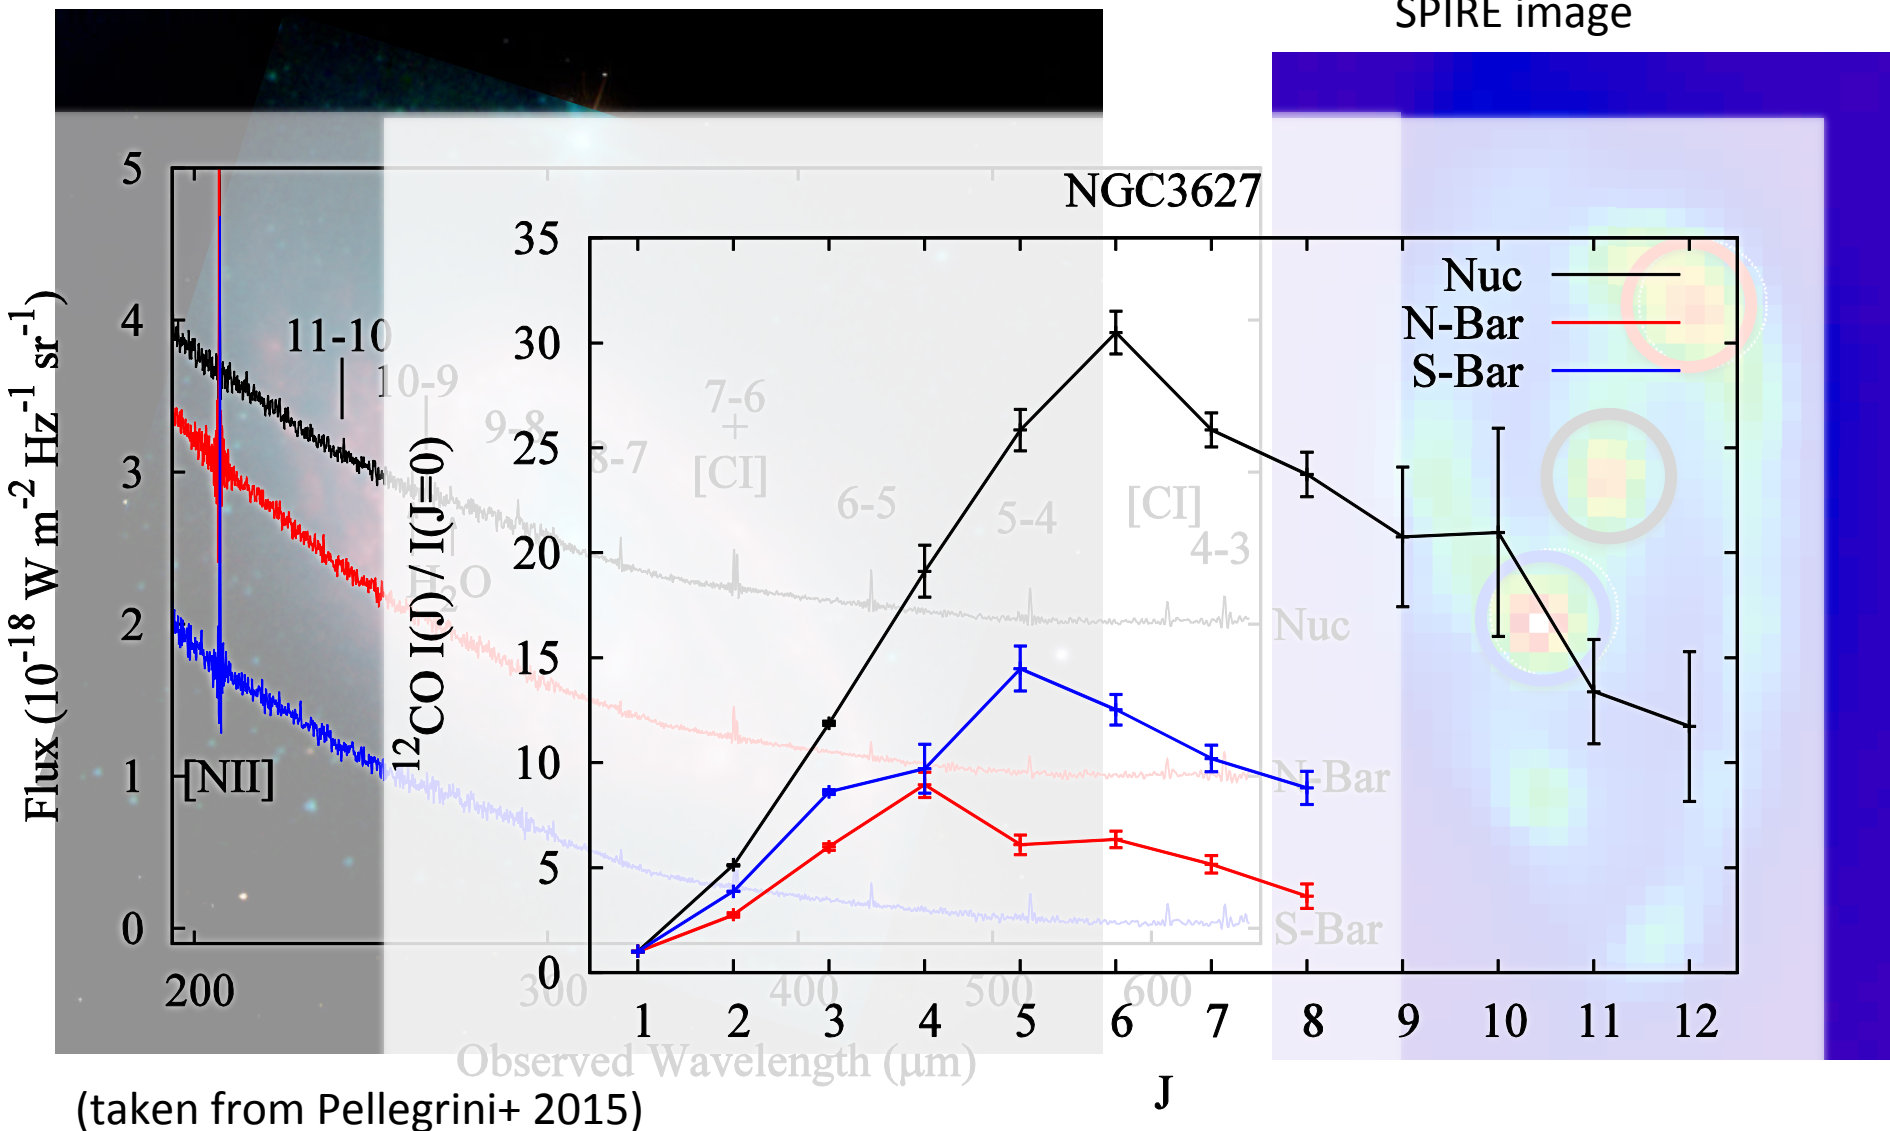 SPIRE image
NGC3627
5
4
3
2
1
0
Flux (10⁻¹⁸ W m⁻² Hz⁻¹ sr⁻¹)
11-10
10-9
9-8
8-7
7-6
+
[CI]
6-5
5-4
[CI]
4-3
H₂O
[NII]
Nuc
N-Bar
S-Bar
200
300
400
500
600
Observed Wavelength (μm)
35
30
25
20
15
10
5
0
¹²CO I(J) / I(J=0)
Nuc
N-Bar
S-Bar
1 2 3 4 5 6 7 8 9 10 11 12
J
(taken from Pellegrini+ 2015)